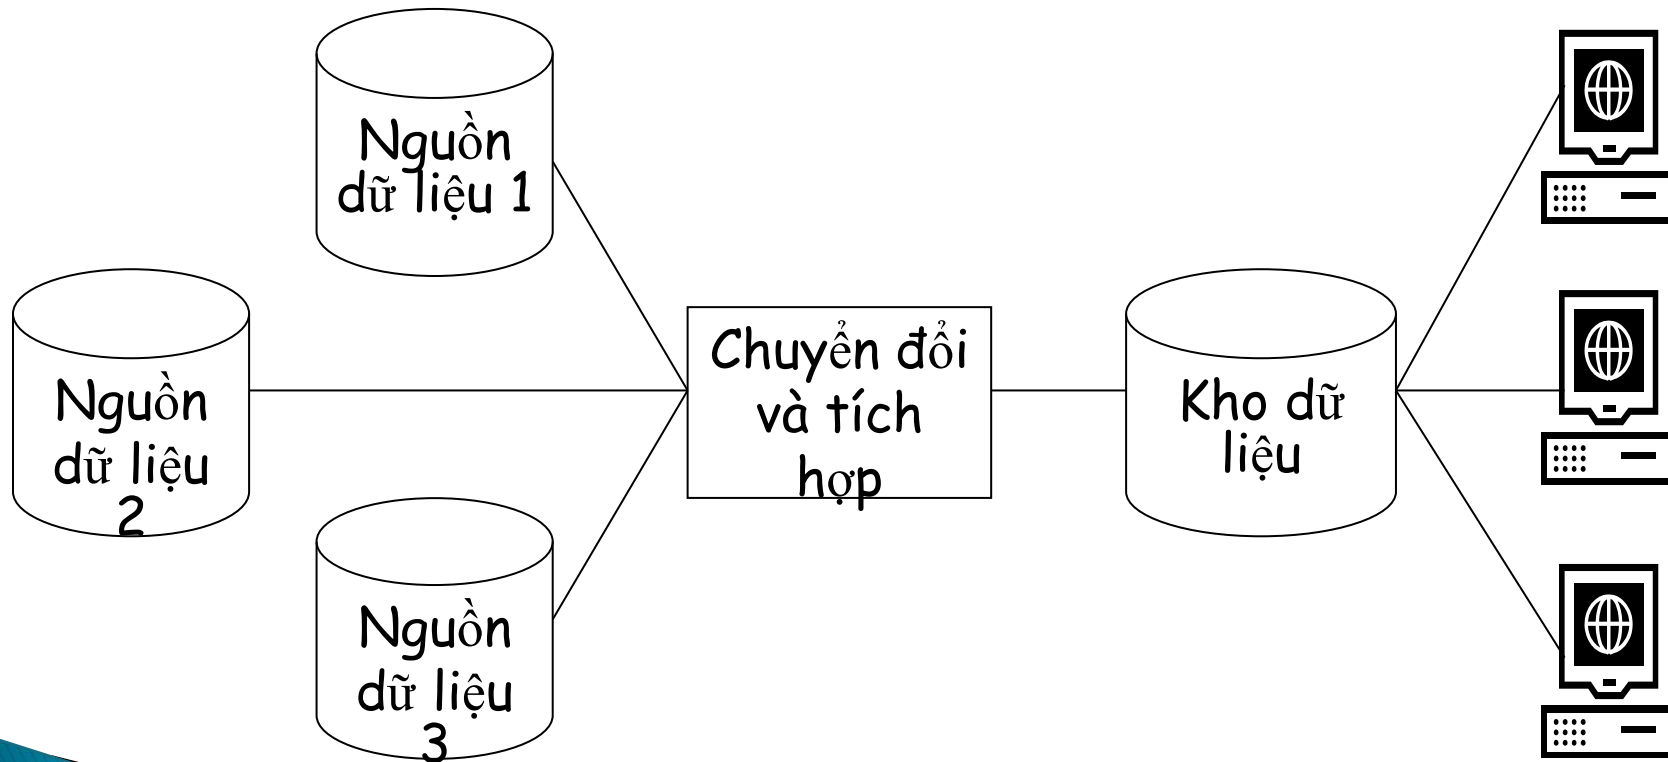 Nguồn
dữ liệu 1
Nguồn
dữ liệu
2
Nguồn
dữ liệu
3
Chuyển đổi
và tích
hợp
Kho dữ
liệu